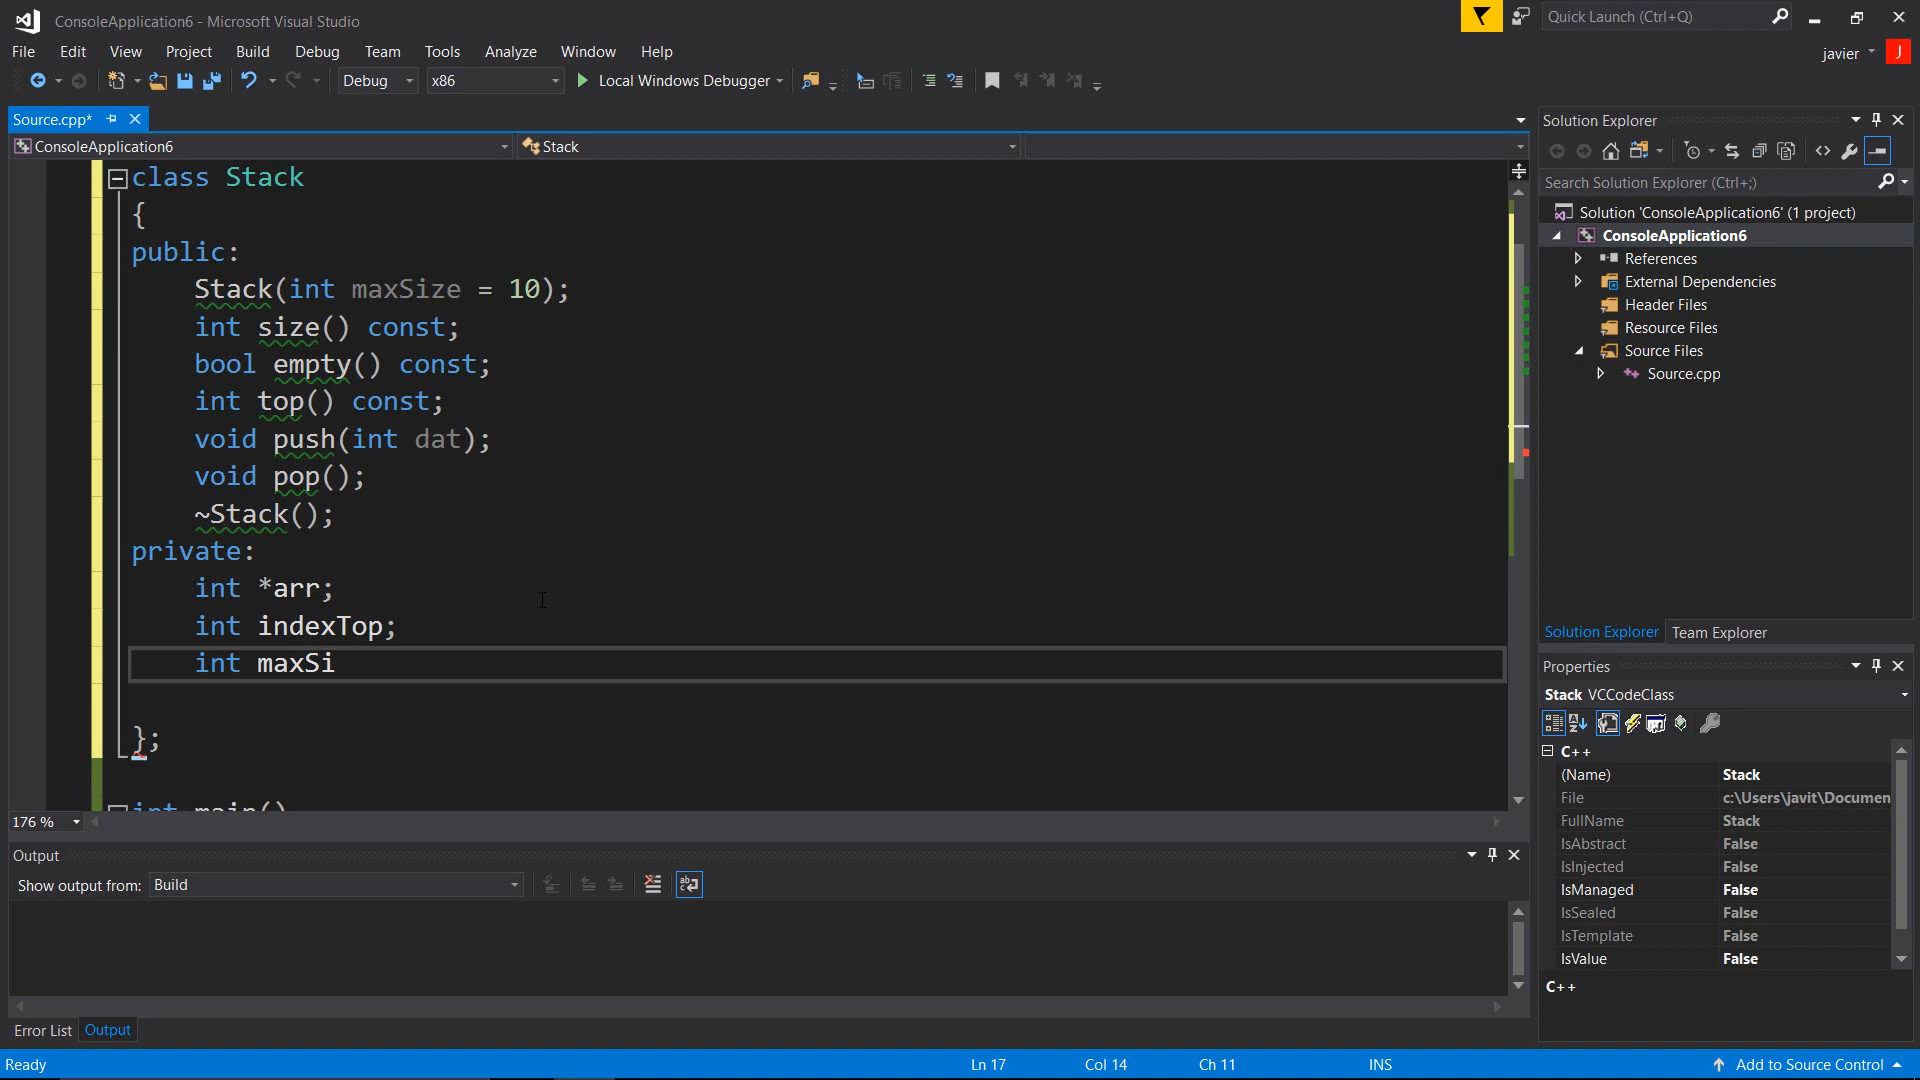 ConsoleApplication6 - Microsoft Visual Studio
Quick Launch (Ctrl+Q)
File Edit View Project Build Debug Team Tools Analyze Window Help
javier J
Debug x86 Local Windows Debugger
Source.cpp*
ConsoleApplication6 Stack
class Stack
{
public:
Stack(int maxSize = 10);
int size() const;
bool empty() const;
int top() const;
void push(int dat);
void pop();
~Stack();
private:
int *arr;
int indexTop;
int maxSi
};
int main()
176 %
Output
Show output from: Build
Error List Output
Solution Explorer
Search Solution Explorer (Ctrl+;)
Solution 'ConsoleApplication6' (1 project)
ConsoleApplication6
References
External Dependencies
Header Files
Resource Files
Source Files
Source.cpp
Solution Explorer Team Explorer
Properties
Stack VCCodeClass
C++
(Name) Stack
File c:\Users\javit\Documen
FullName Stack
IsAbstract False
IsInjected False
IsManaged False
IsSealed False
IsTemplate False
IsValue False
C++
Ready Ln 17 Col 14 Ch 11 INS Add to Source Control